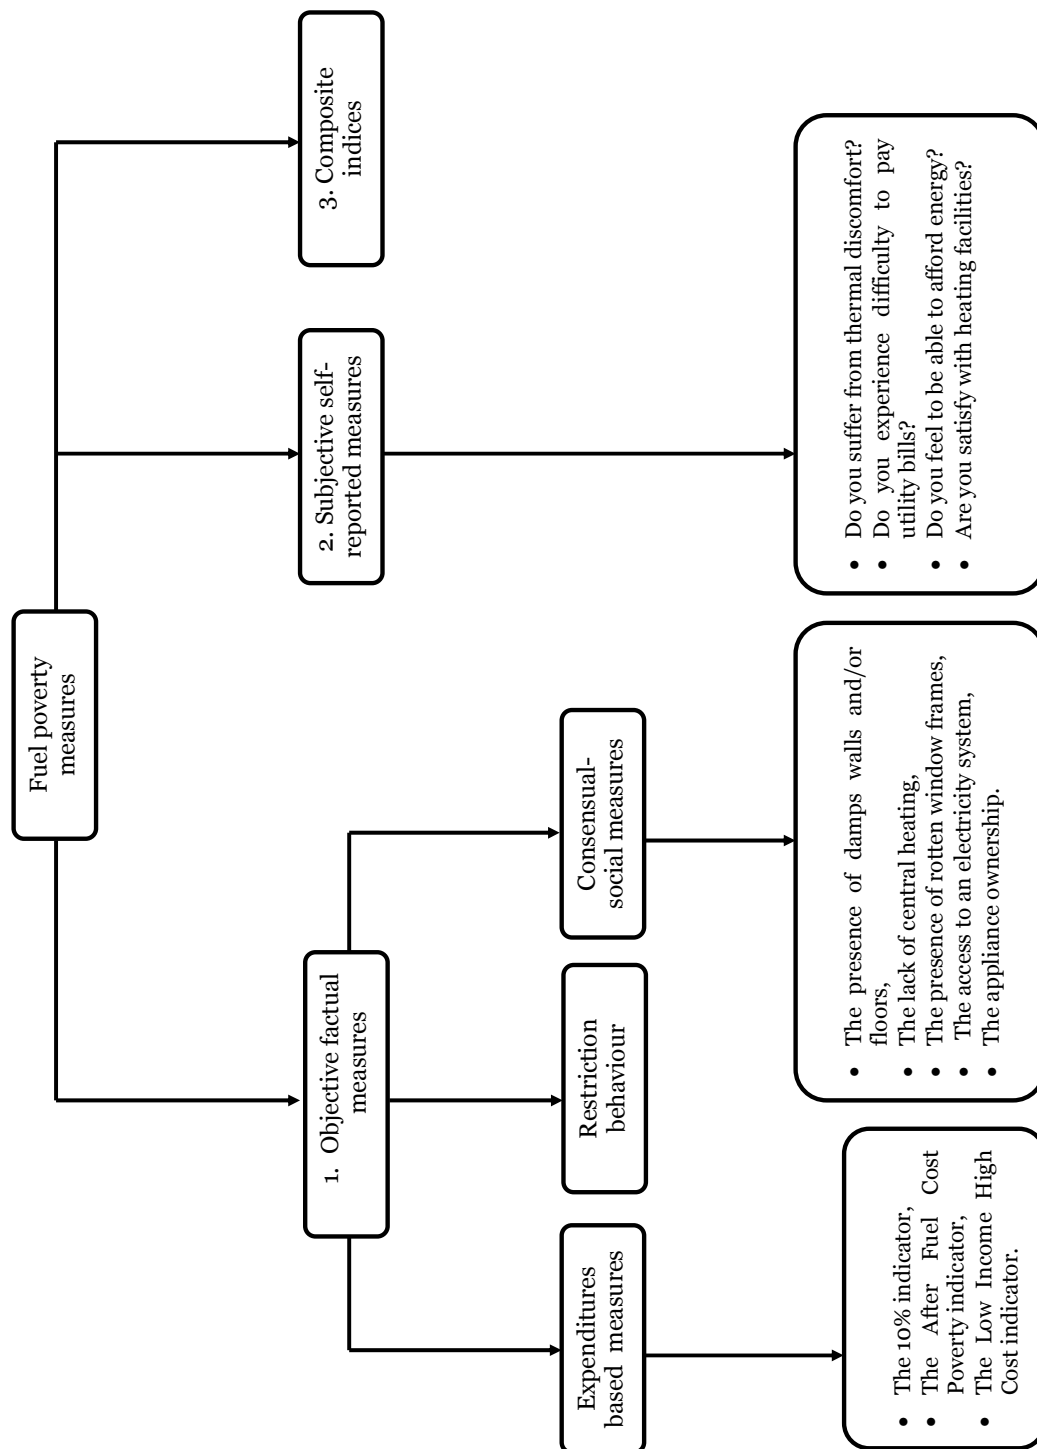 Fuel poverty
measures
1. Objective factual
measures
2. Subjective self-
reported measures
3. Composite
indices
Expenditures
based measures
Restriction
behaviour
Consensual-
social measures
• The 10% indicator,
• The After Fuel Cost
Poverty indicator,
• The Low Income High
Cost indicator.
• The presence of damps walls and/or
floors,
• The lack of central heating,
• The presence of rotten window frames,
• The access to an electricity system,
• The appliance ownership.
• Do you suffer from thermal discomfort?
• Do you experience difficulty to pay
utility bills?
• Do you feel to be able to afford energy?
• Are you satisfy with heating facilities?